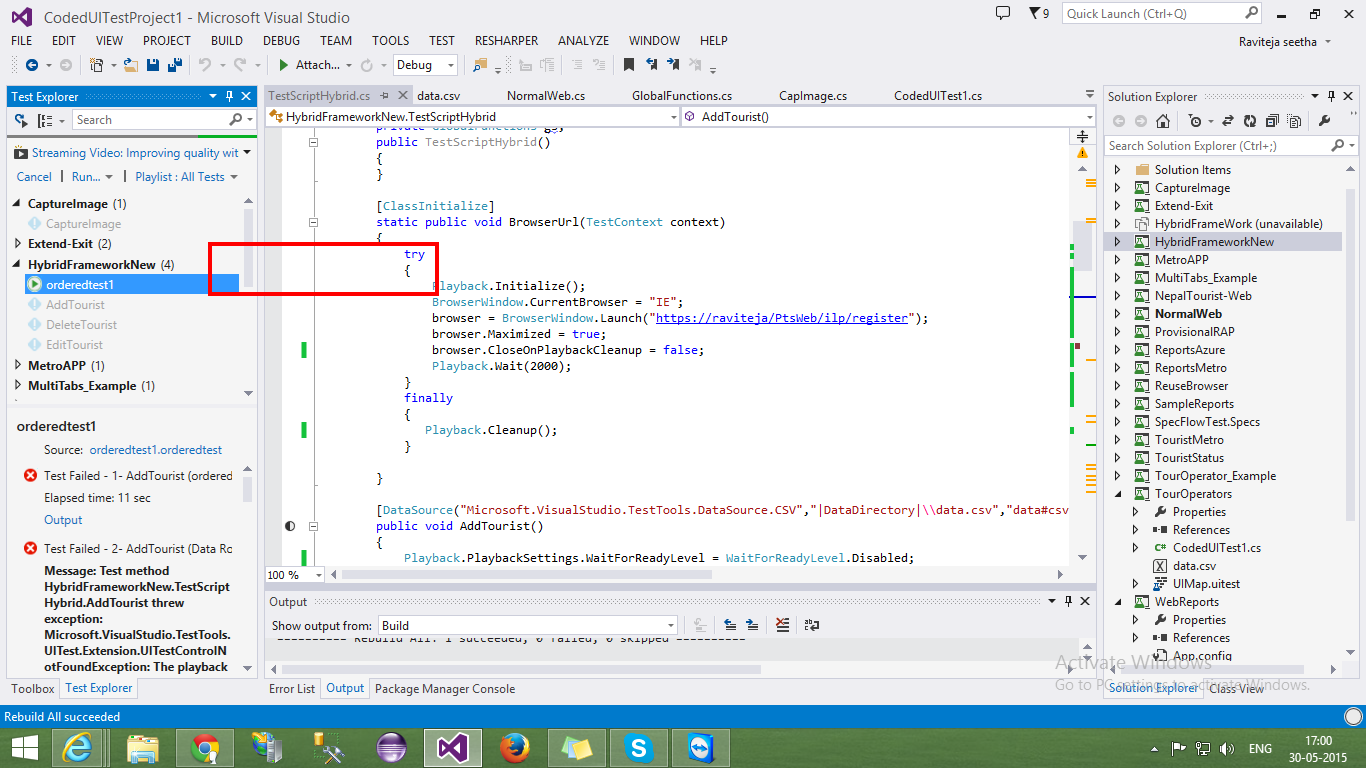 CodedUITestProject1 - Microsoft Visual Studio
9
Quick Launch (Ctrl+Q)
FILE EDIT VIEW PROJECT BUILD DEBUG TEAM TOOLS TEST RESHARPER ANALYZE WINDOW HELP
Raviteja seetha
Attach...
Debug
Test Explorer
Search
Streaming Video: Improving quality wit
Cancel
Run...
Playlist : All Tests
CaptureImage (1)
CaptureImage
Extend-Exit (2)
HybridFrameworkNew (4)
orderedtest1
AddTourist
DeleteTourist
EditTourist
MetroAPP (1)
MultiTabs_Example (1)
orderedtest1
Source: orderedtest1.orderedtest
Test Failed - 1- AddTourist (ordered
Elapsed time: 11 sec
Output
Test Failed - 2- AddTourist (Data Ro
Message: Test method
HybridFrameworkNew.TestScript
Hybrid.AddTourist threw
exception:
Microsoft.VisualStudio.TestTools.
UITest.Extension.UITestControlN
otFoundException: The playback
Toolbox
Test Explorer
TestScriptHybrid.cs
data.csv
NormalWeb.cs
GlobalFunctions.cs
CapImage.cs
CodedUITest1.cs
HybridFrameworkNew.TestScriptHybrid
AddTourist()
private GlobalFunctions gs;
public TestScriptHybrid()
{
}
[ClassInitialize]
static public void BrowserUrl(TestContext context)
{
try
{
Playback.Initialize();
BrowserWindow.CurrentBrowser = "IE";
browser = BrowserWindow.Launch("https://raviteja/PtsWeb/ilp/register");
browser.Maximized = true;
browser.CloseOnPlaybackCleanup = false;
Playback.Wait(2000);
}
finally
{
Playback.Cleanup();
}
}
[DataSource("Microsoft.VisualStudio.TestTools.DataSource.CSV","|DataDirectory|\\data.csv","data#csv
public void AddTourist()
{
Playback.PlaybackSettings.WaitForReadyLevel = WaitForReadyLevel.Disabled;
100 %
Output
Show output from: Build
========== Rebuild All: 1 succeeded, 0 failed, 0 skipped ==========
Error List
Output
Package Manager Console
Solution Explorer
Search Solution Explorer (Ctrl+;)
Solution Items
CaptureImage
Extend-Exit
HybridFrameWork (unavailable)
HybridFrameworkNew
MetroAPP
MultiTabs_Example
NepalTourist-Web
NormalWeb
ProvisionalRAP
ReportsAzure
ReportsMetro
ReuseBrowser
SampleReports
SpecFlowTest.Specs
TouristMetro
TouristStatus
TourOperator_Example
TourOperators
Properties
References
C# CodedUITest1.cs
data.csv
UIMap.uitest
WebReports
Properties
References
App.config
Activate Windows
Go to PC settings to activate Windows.
Solution Explorer
Class View
Rebuild All succeeded
ENG
17:00
30-05-2015